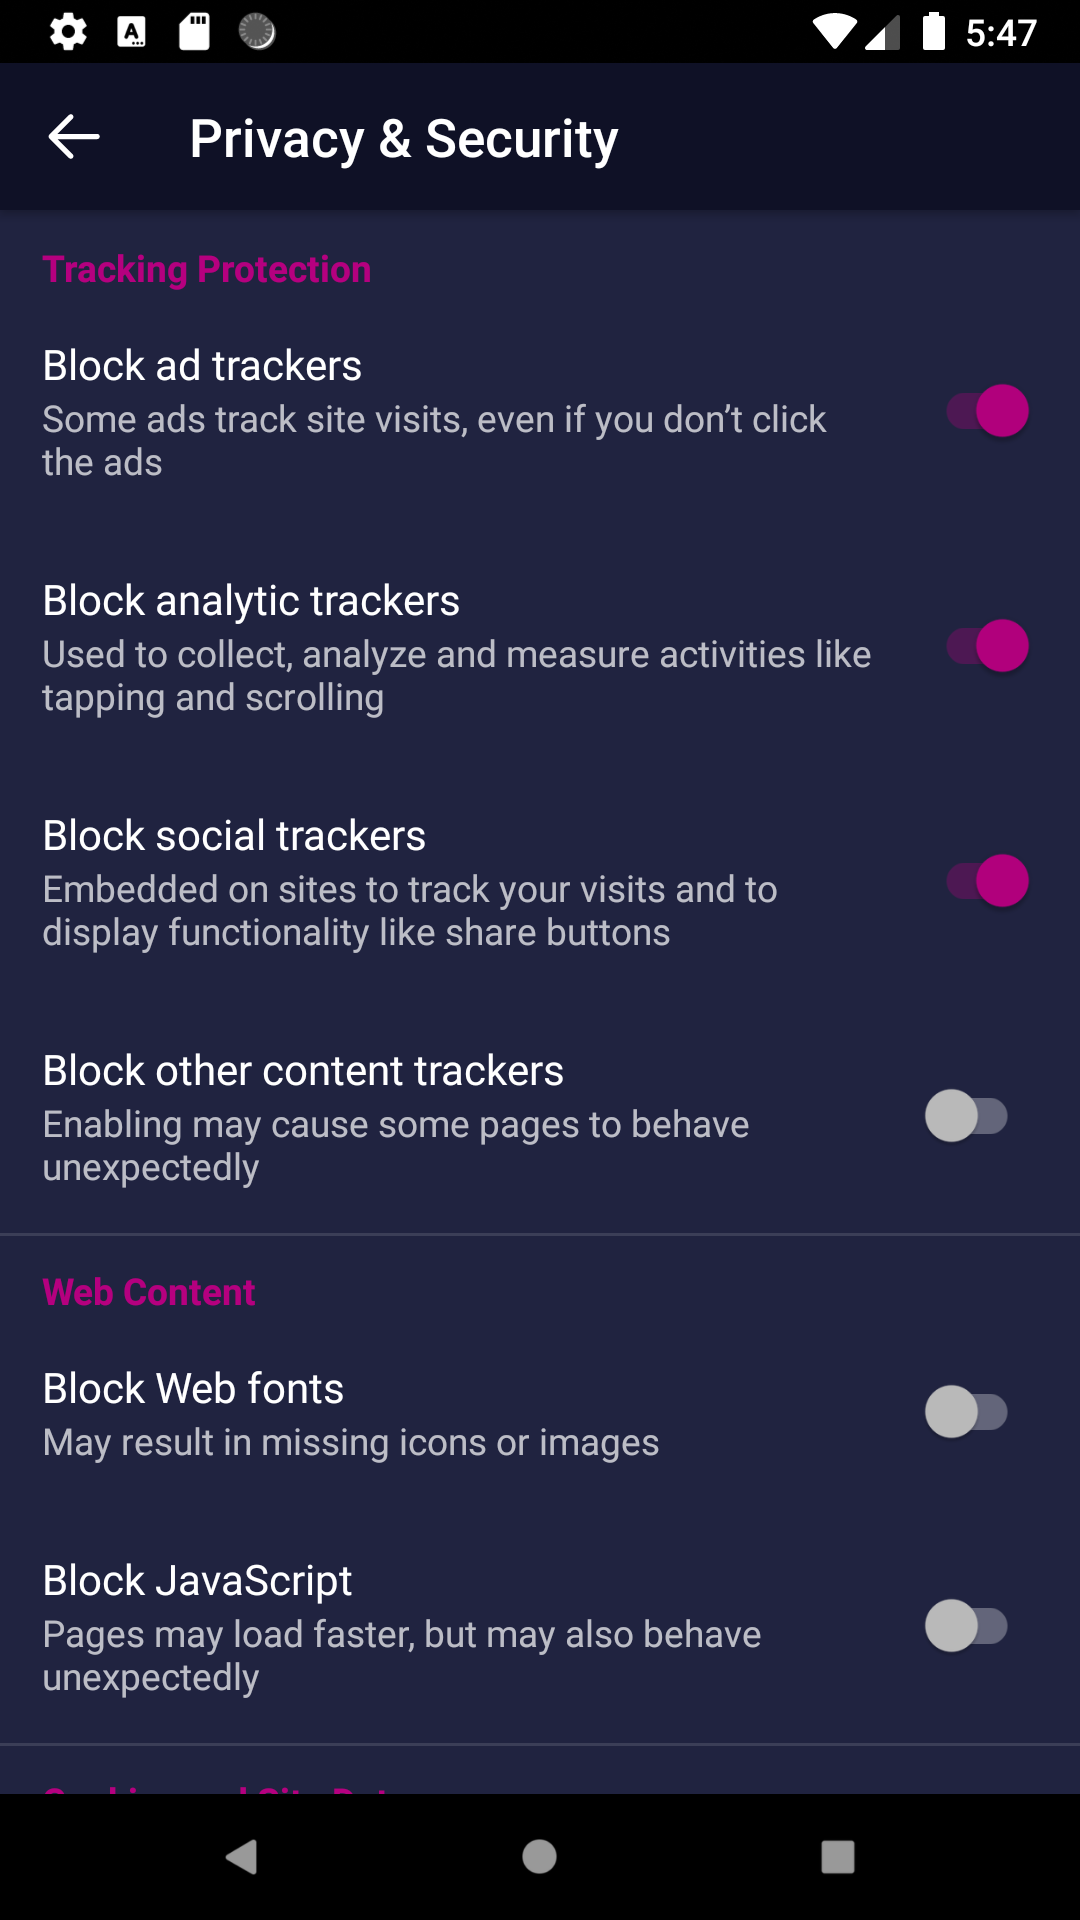 5:47
Privacy & Security
Tracking Protection
Block ad trackers
Some ads track site visits, even if you don’t click
the ads
Block analytic trackers
Used to collect, analyze and measure activities like
tapping and scrolling
Block social trackers
Embedded on sites to track your visits and to
display functionality like share buttons
Block other content trackers
Enabling may cause some pages to behave
unexpectedly
Web Content
Block Web fonts
May result in missing icons or images
Block JavaScript
Pages may load faster, but may also behave
unexpectedly